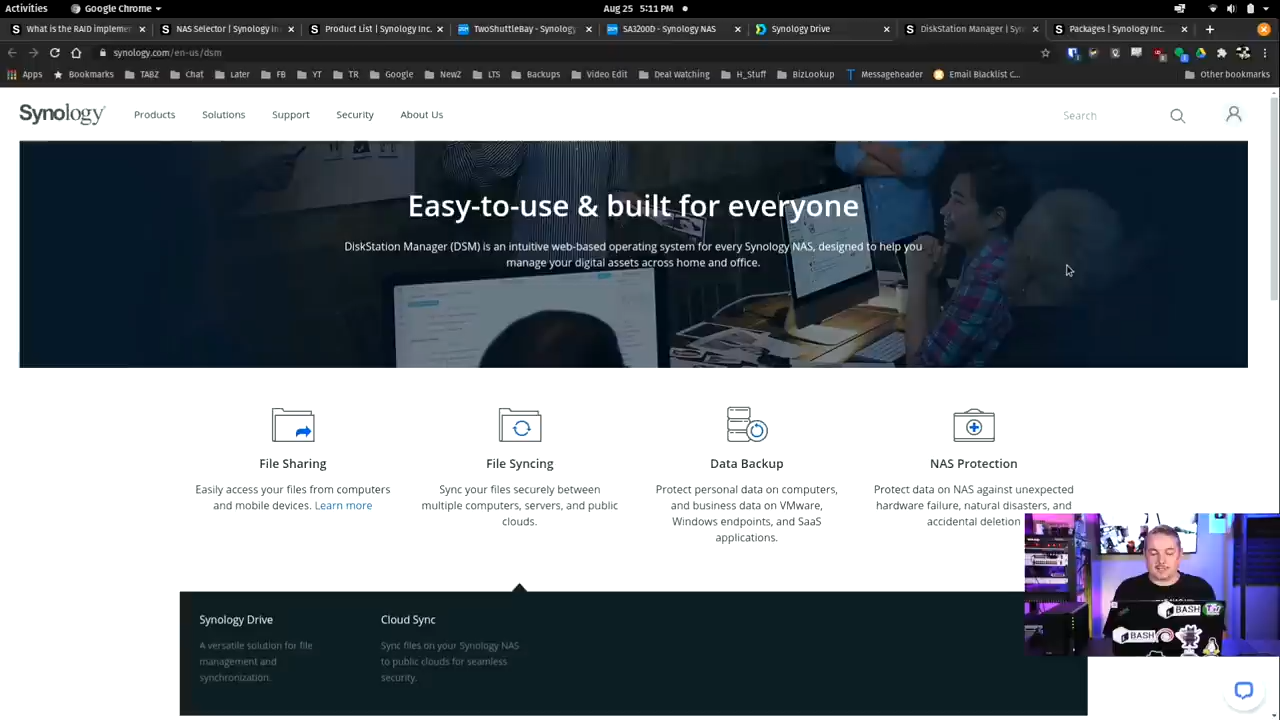 Activities
Google Chrome
Aug 25 5:11 PM
What is the RAID implemer
NAS Selector | Synology In
Product List | Synology Inc.
TwoShuttleBay - Synology
SA3200D - Synology NAS
Synology Drive
DiskStation Manager | Syn
Packages | Synology Inc.
synology.com/en-us/dsm
Apps
Bookmarks
TABZ
Chat
Later
FB
YT
TR
Google
NewZ
LTS
Backups
Video Edit
Deal watching
H_Stuff
BizLookup
Messageheader
Email Blacklist C...
Other bookmarks
Synology
Products
Solutions
Support
Security
About Us
Search
Easy-to-use & built for everyone
DiskStation Manager (DSM) is an intuitive web-based operating system for every Synology NAS, designed to help you
manage your digital assets across home and office.
File Sharing
Easily access your files from computers
and mobile devices. Learn more
File Syncing
Sync your files securely between
multiple computers, servers, and public
clouds.
Data Backup
Protect personal data on computers,
and business data on VMware,
Windows endpoints, and SaaS
applications.
NAS Protection
Protect data on NAS against unexpected
hardware failure, natural disasters, and
accidental deletion
Synology Drive
A versatile solution for file
management and
synchronization.
Cloud Sync
Sync files on your Synology NAS
to public clouds for seamless
security.
BASH
BASH